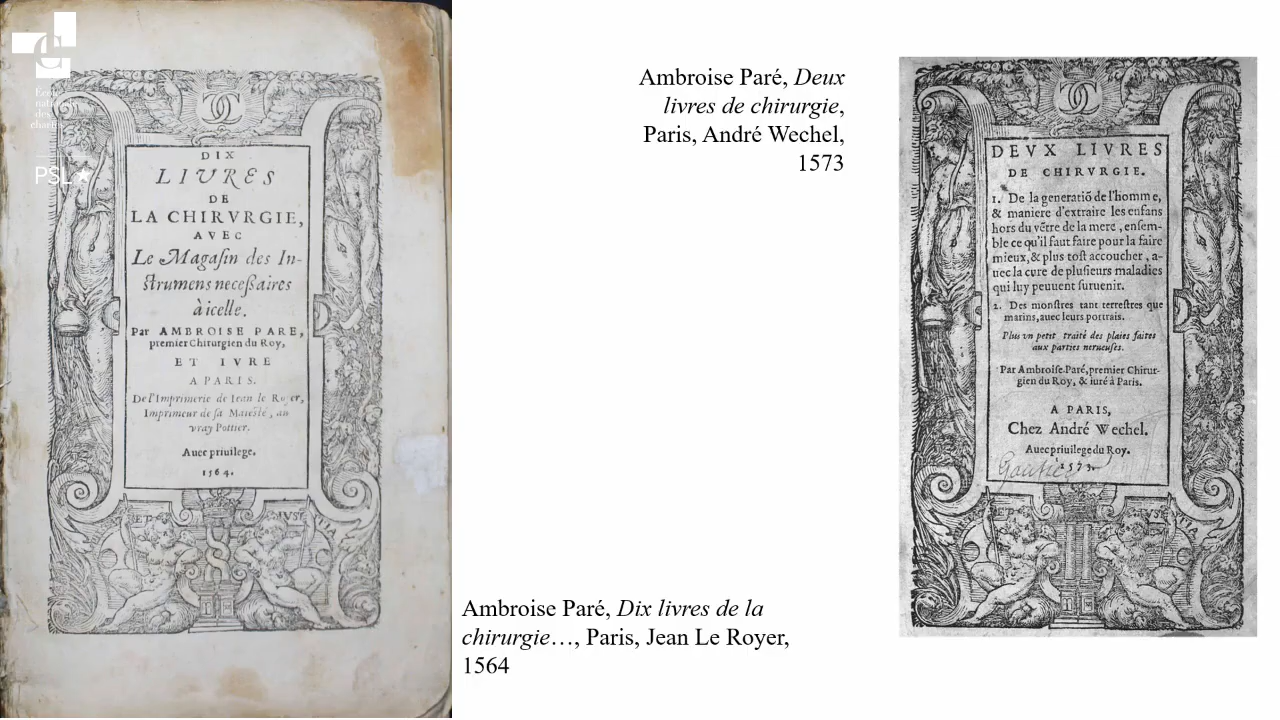 École
nationale
des
chartes
PSL★
DIX
LIVRES
DE
LA CHIRVRGIE,
AVEC
Le Magaſin des In-
ſtrumens neceſſaires
à icelle.
Par AMBROISE PARE,
premier Chirurgien du Roy,
ET IVRE
A PARIS.
De l'Imprimerie de Iean le Royer,
Imprimeur de ſa Maieſté, au
vray Pottier.
Auec priuilege.
1564.
Ambroise Paré, Deux
livres de chirurgie,
Paris, André Wechel,
1573
Ambroise Paré, Dix livres de la
chirurgie…, Paris, Jean Le Royer,
1564
DEVX LIVRES
DE CHIRVRGIE.
1. De la generatiõ de l'homme,
& maniere d'extraire les enfans
hors du vẽtre de la mere, enſem-
ble ce qu'il faut faire pour la faire
mieux, & plus toſt accoucher, a-
uec la cure de pluſieurs maladies
qui luy peuuent ſuruenir.
2. Des monſtres tant terreſtres que
marins, auec leurs portrais.
Plus vn petit traité des plaies faites
aux parties nerueuſes.
Par Ambroiſe Paré, premier Chirur-
gien du Roy, & iuré à Paris.
A PARIS,
Chez André Wechel.
Auec priuilege du Roy.
1573.